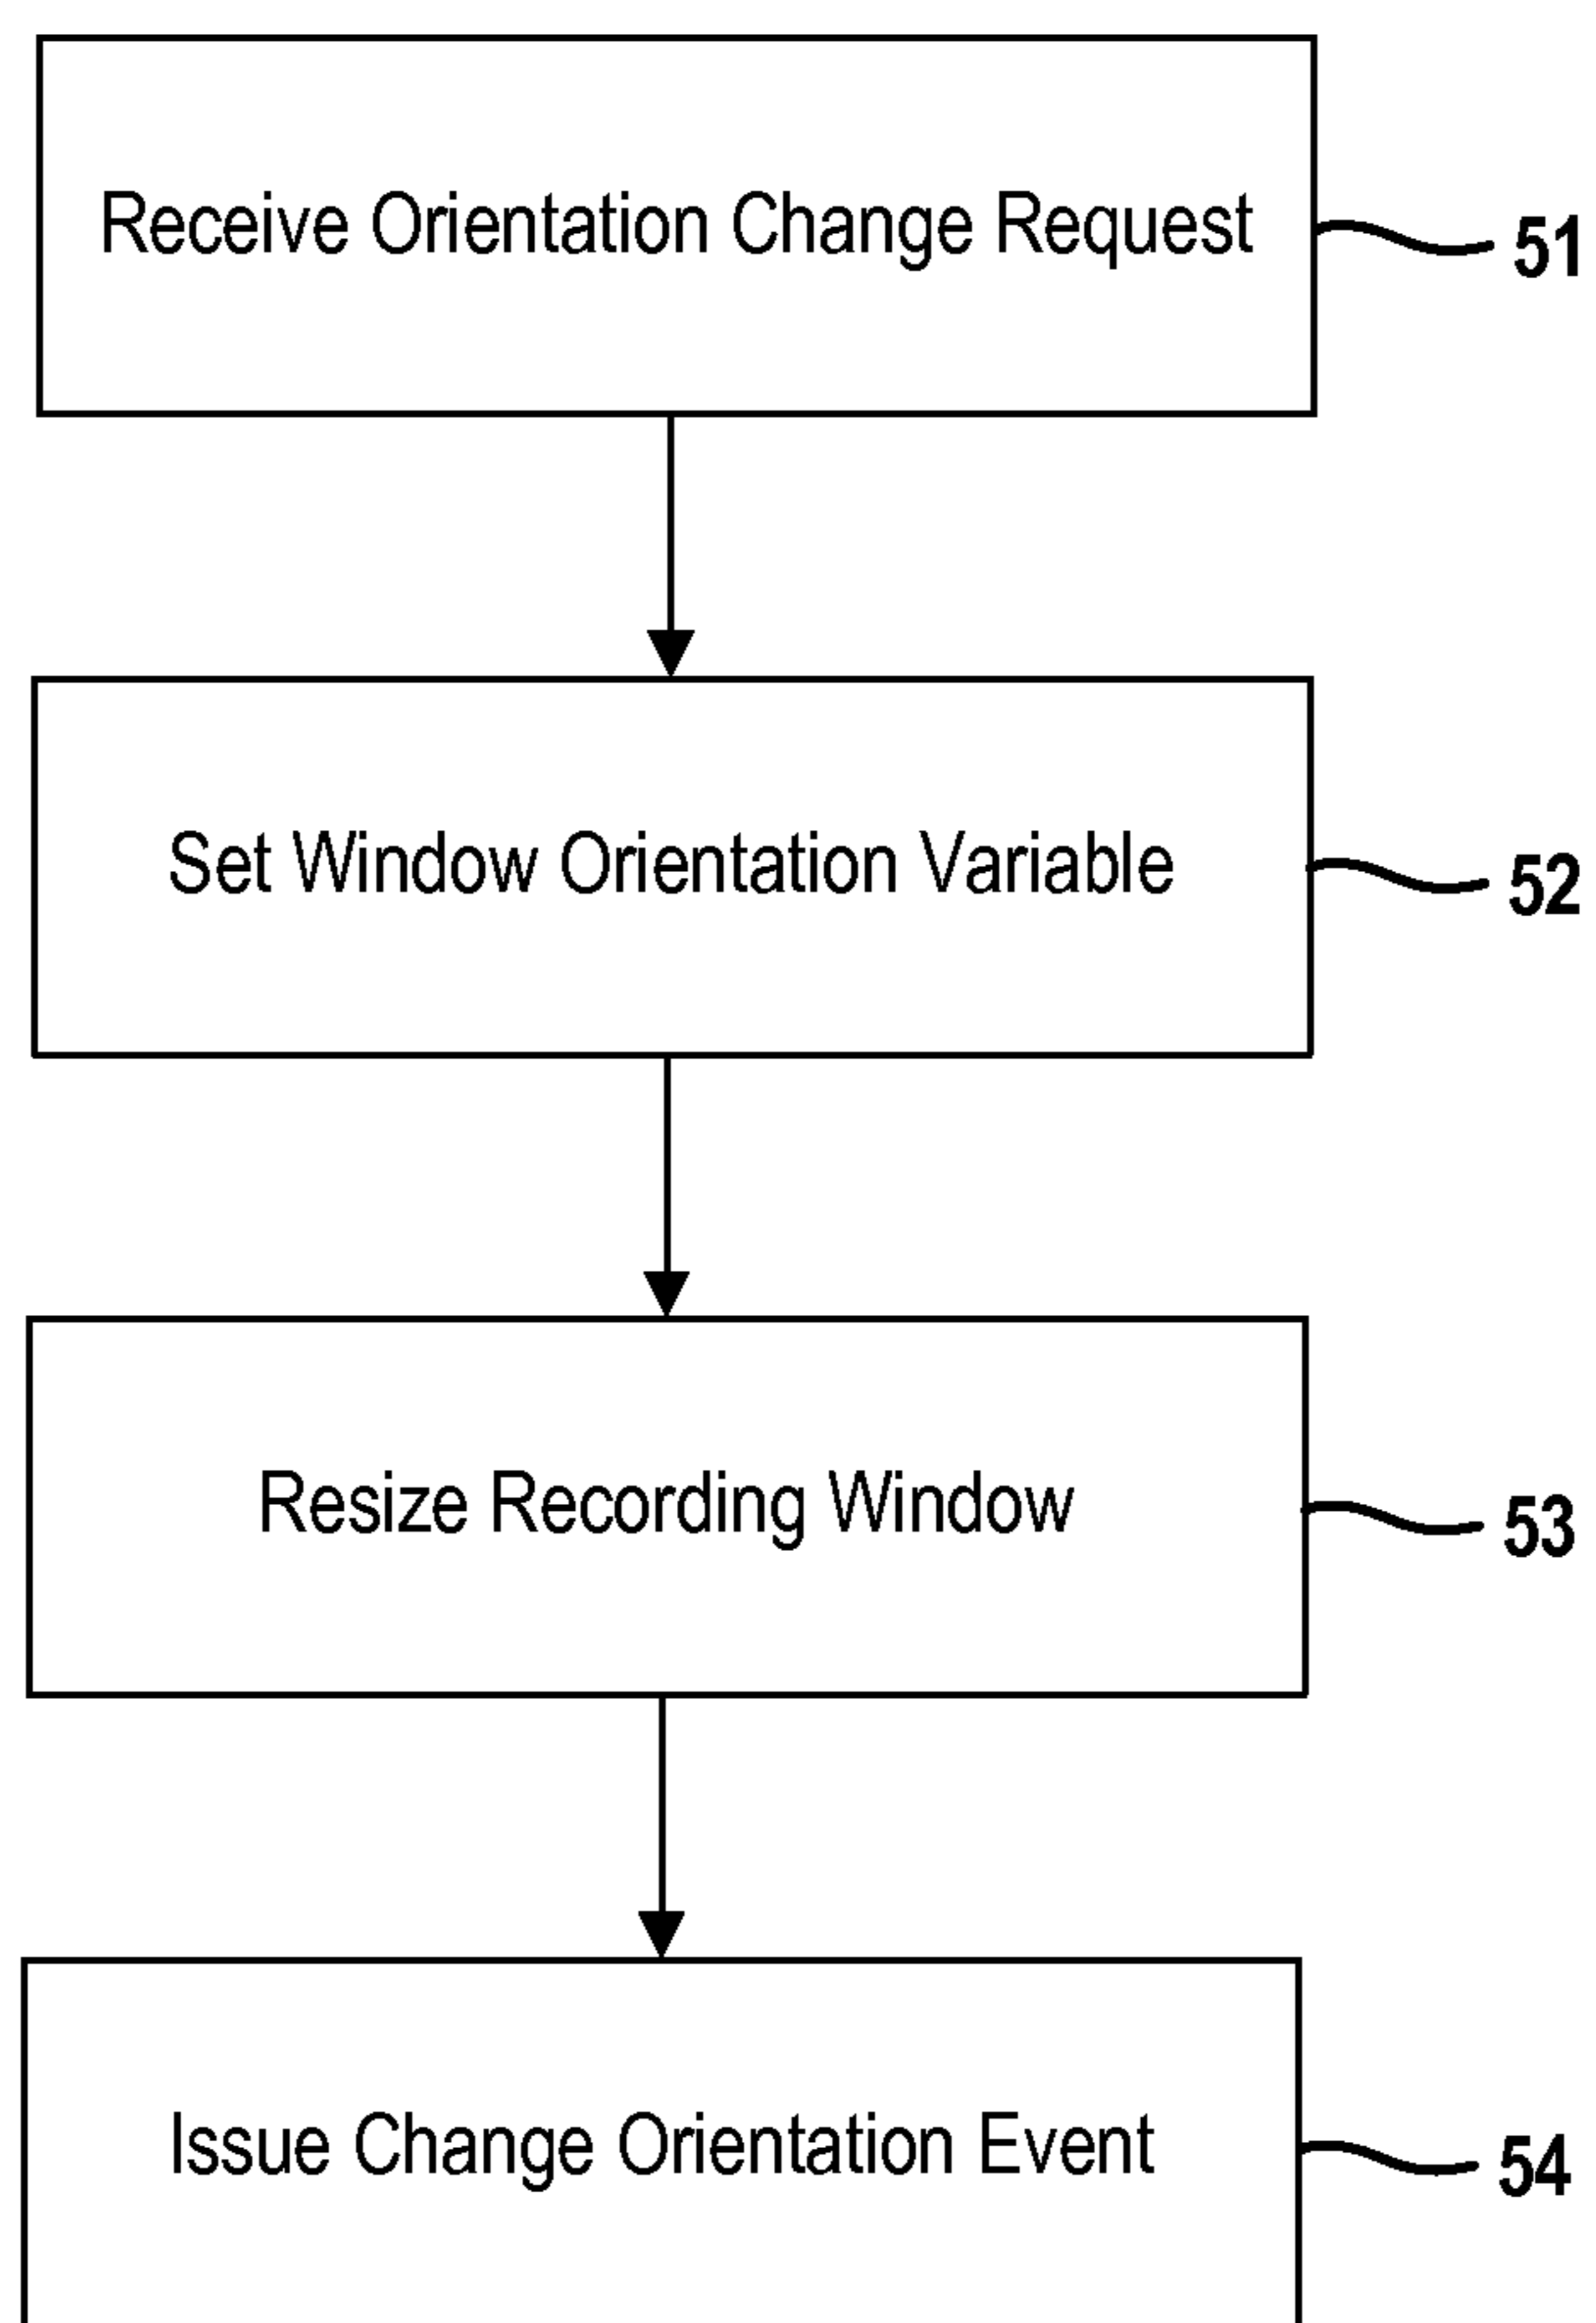 Receive Orientation Change Request
51
Set Window Orientation Variable
52
Resize Recording Window
53
Issue Change Orientation Event
54